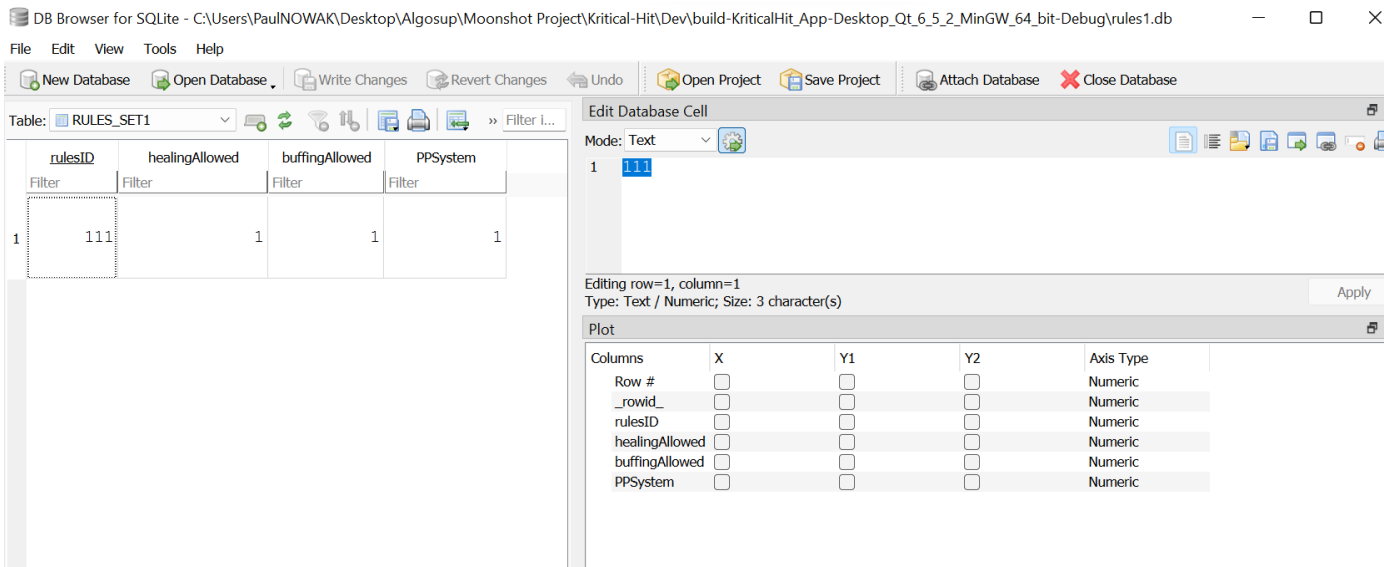 DB Browser for SQLite - C:\Users\PaulNOWAK\Desktop\Algosup\Moonshot Project\Kritical-Hit\Dev\build-KriticalHit_App-Desktop_Qt_6_5_2_MinGW_64_bit-Debug\rules1.db
File Edit View Tools Help
New Database Open Database Write Changes Revert Changes Undo Open Project Save Project Attach Database Close Database
Table: RULES_SET1 » Filter i...
rulesID healingAllowed buffingAllowed PPSystem
Filter Filter Filter Filter
1 111 1 1 1
Edit Database Cell
Mode: Text
1 111
Editing row=1, column=1
Type: Text / Numeric; Size: 3 character(s)
Apply
Plot
Columns X Y1 Y2 Axis Type
Row # Numeric
_rowid_ Numeric
rulesID Numeric
healingAllowed Numeric
buffingAllowed Numeric
PPSystem Numeric